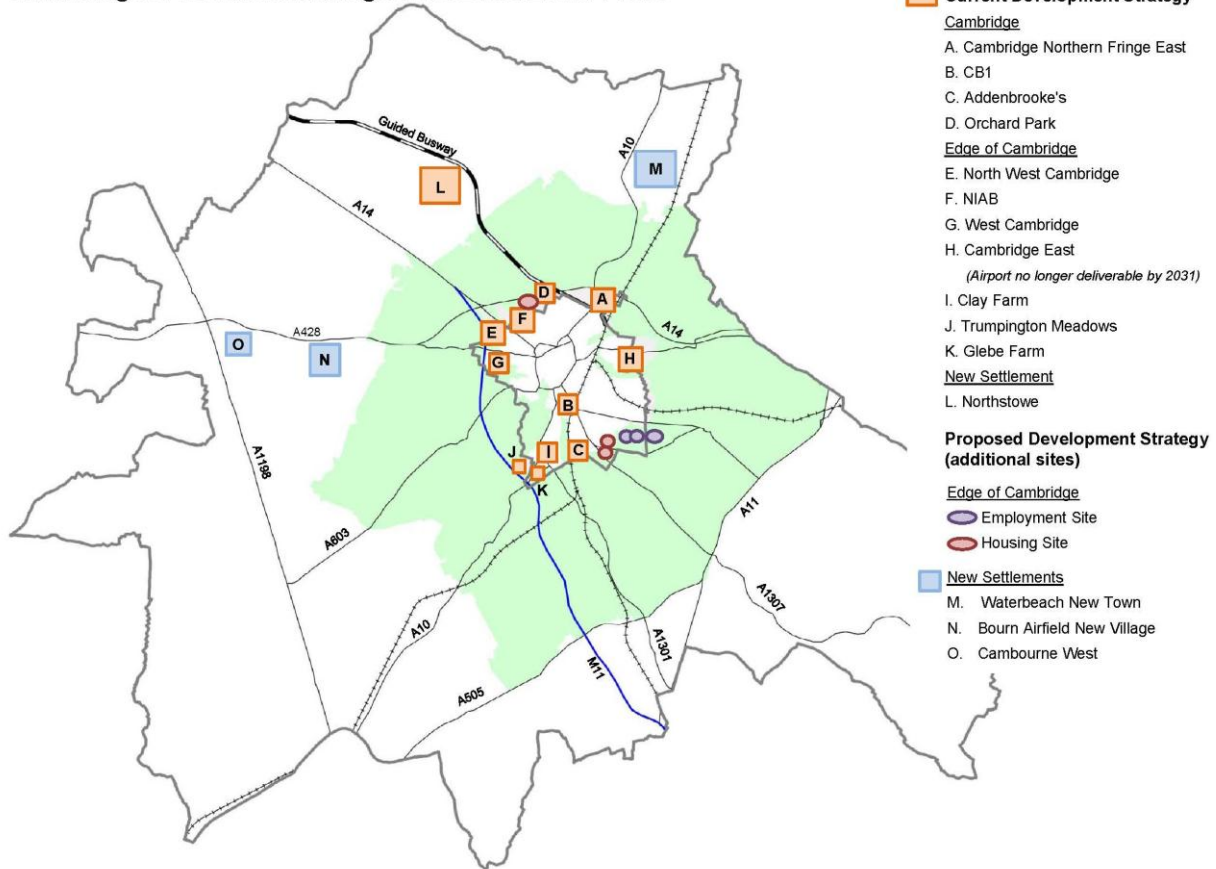 Current Development Strategy
Cambridge
A. Cambridge Northern Fringe East
B. CB1
C. Addenbrooke's
D. Orchard Park
Edge of Cambridge
E. North West Cambridge
F. NIAB
G. West Cambridge
H. Cambridge East
(Airport no longer deliverable by 2031)
I. Clay Farm
J. Trumpington Meadows
K. Glebe Farm
New Settlement
L. Northstowe
Proposed Development Strategy
(additional sites)
Edge of Cambridge
Employment Site
Housing Site
New Settlements
M. Waterbeach New Town
N. Bourn Airfield New Village
O. Cambourne West
Guided Busway
A10
M
L
A14
D
A
F
E
A14
A428
O
N
G
H
B
A1198
J
I
C
K
A11
A603
A1307
A10
A1301
M11
A505